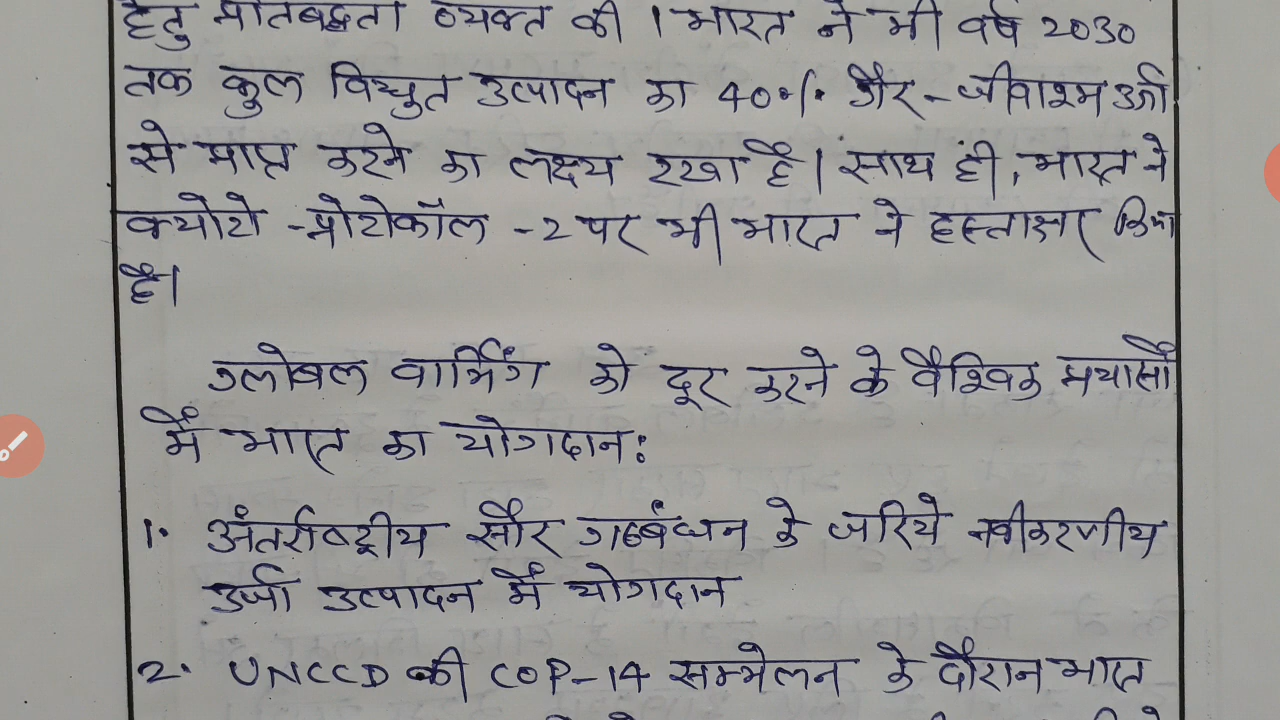 हेतु प्रतिबद्धता व्यक्त की । भारत ने भी वर्ष 2030
तक कुल विद्युत उत्पादन का 40% गैर-जीवाश्म ऊर्जा
से प्राप्त करने का लक्ष्य रखा है। साथ ही, भारत ने
क्योटो-प्रोटोकॉल-2 पर भी भारत ने हस्ताक्षर किया
है।
ग्लोबल वार्मिंग को दूर करने के वैश्विक प्रयासों
में भारत का योगदान:
1. अंतर्राष्ट्रीय सौर गठबंधन के जरिये नवीकरणीय
ऊर्जा उत्पादन में योगदान
2. UNCCD की COP-14 सम्मेलन के दौरान भारत